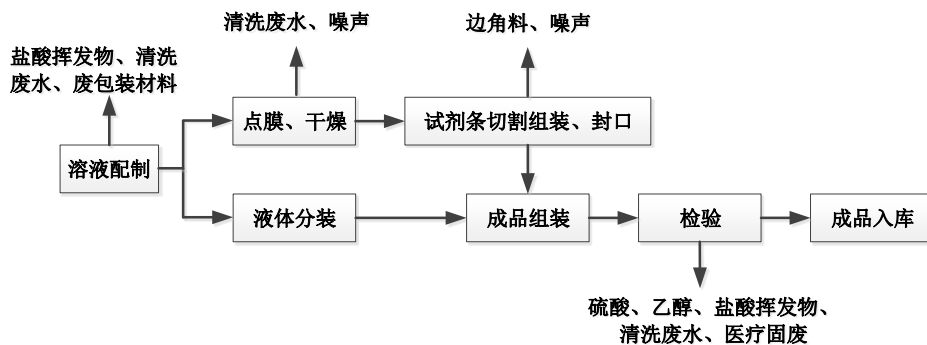 清洗废水、噪声
边角料、噪声
盐酸挥发物、清洗
废水、废包装材料
点膜、干燥
试剂条切割组装、封口
溶液配制
液体分装
成品组装
检验
成品入库
硫酸、乙醇、盐酸挥发物、
清洗废水、医疗固废